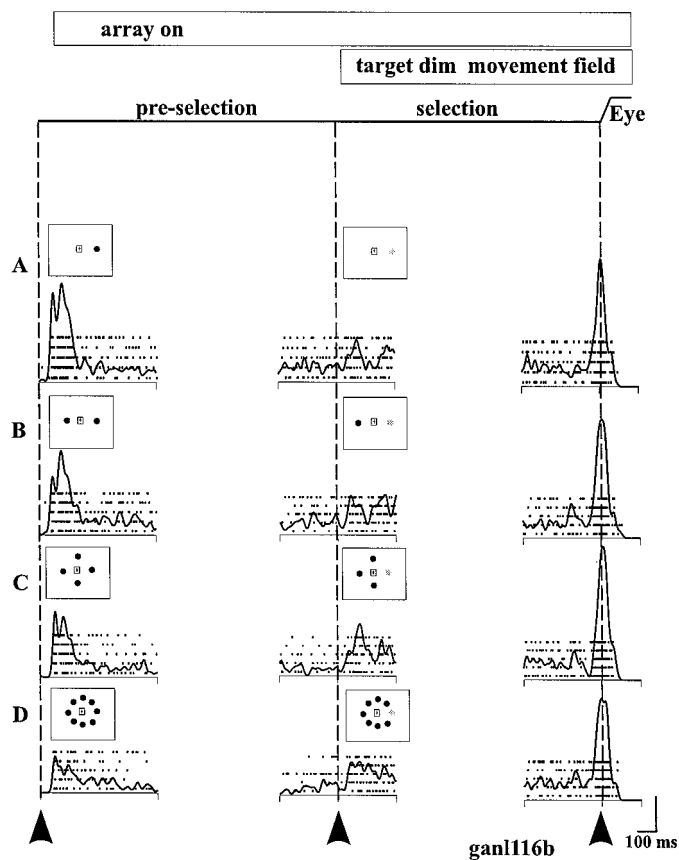 array on
target dim movement field
pre-selection
selection
Eye
A
B
C
D
ganl116b
100 ms